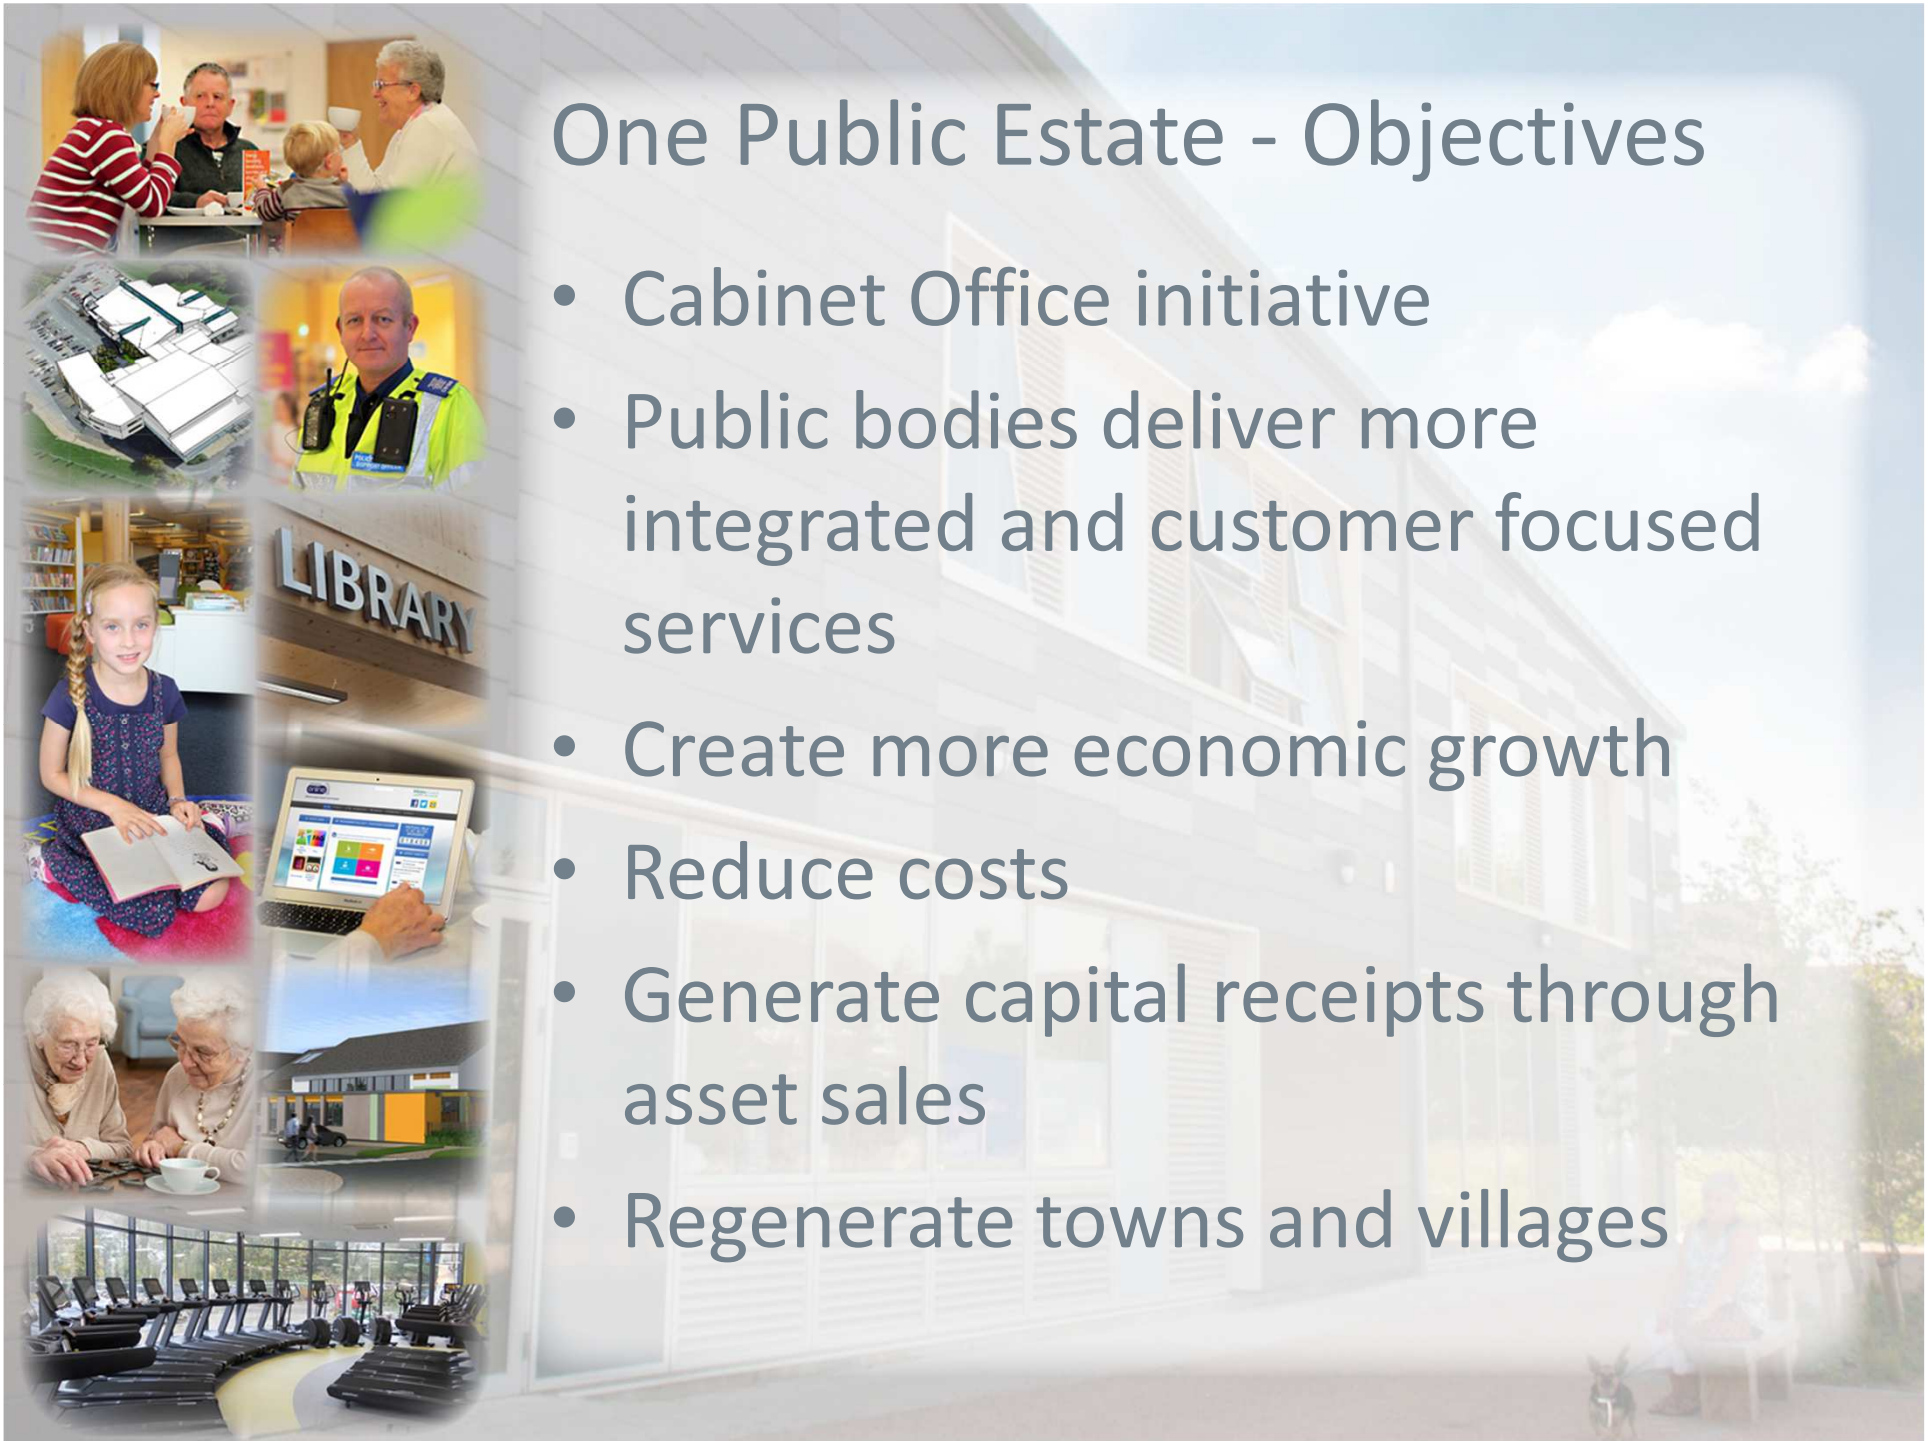 One Public Estate - Objectives
• Cabinet Office initiative
• Public bodies deliver more
integrated and customer focused
services
• Create more economic growth
• Reduce costs
• Generate capital receipts through
asset sales
• Regenerate towns and villages
LIBRARY